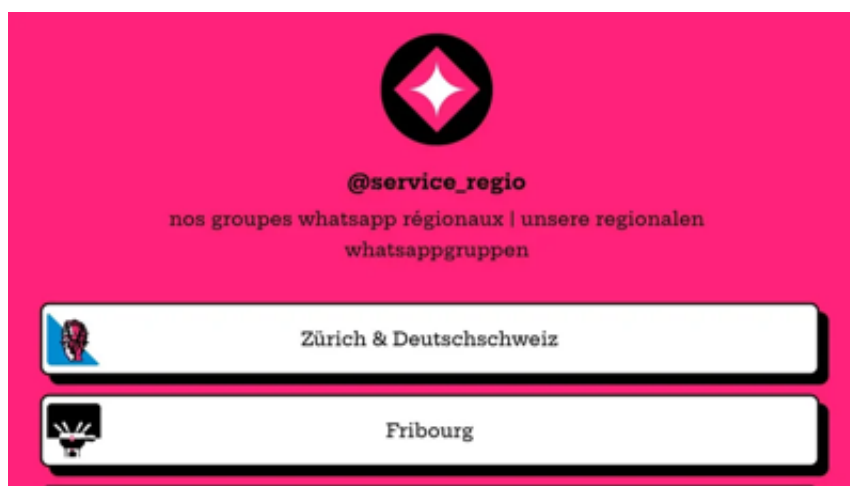 @service_regio
nos groupes whatsapp régionaux | unsere regionalen
whatsappgruppen
Zürich & Deutschschweiz
Fribourg